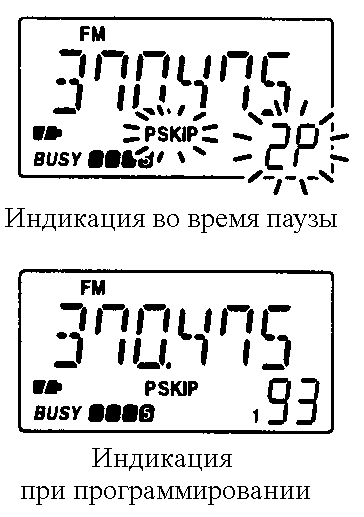 FM
370.475
PSKIP
BUSY 2P
Индикация во время паузы
FM
370.475
PSKIP
BUSY 5 1 93
Индикация
при программировании